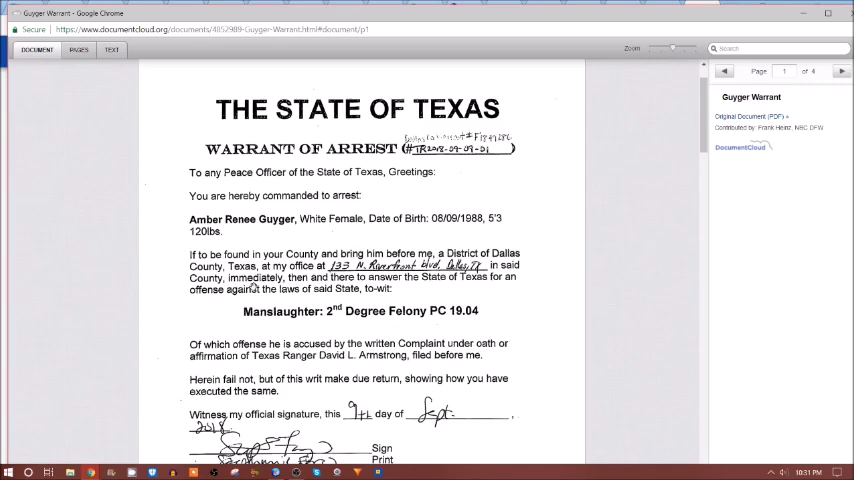 Guyger Warrant - Google Chrome
Secure https://www.documentcloud.org/documents/4852989-Guyger-Warrant.html#document/p1
DOCUMENT PAGES TEXT
Zoom
Search
Page 1 of 4
Guyger Warrant
Original Document (PDF) »
Contributed by: Frank Heinz, NBC DFW
DocumentCloud
THE STATE OF TEXAS
WARRANT OF ARREST (#TR2018-09-09-01)
To any Peace Officer of the State of Texas, Greetings:
You are hereby commanded to arrest:
Amber Renee Guyger, White Female, Date of Birth: 08/09/1988, 5'3
120lbs.
If to be found in your County and bring him before me, a District of Dallas
County, Texas, at my office at 133 N. Riverfront blvd, Dallas, TX in said
County, immediately, then and there to answer the State of Texas for an
offense against the laws of said State, to-wit:
Manslaughter: 2nd Degree Felony PC 19.04
Of which offense he is accused by the written Complaint under oath or
affirmation of Texas Ranger David L. Armstrong, filed before me.
Herein fail not, but of this writ make due return, showing how you have
executed the same.
Witness my official signature, this 9th day of Sept.,
2018
Sign
Print
10:31 PM